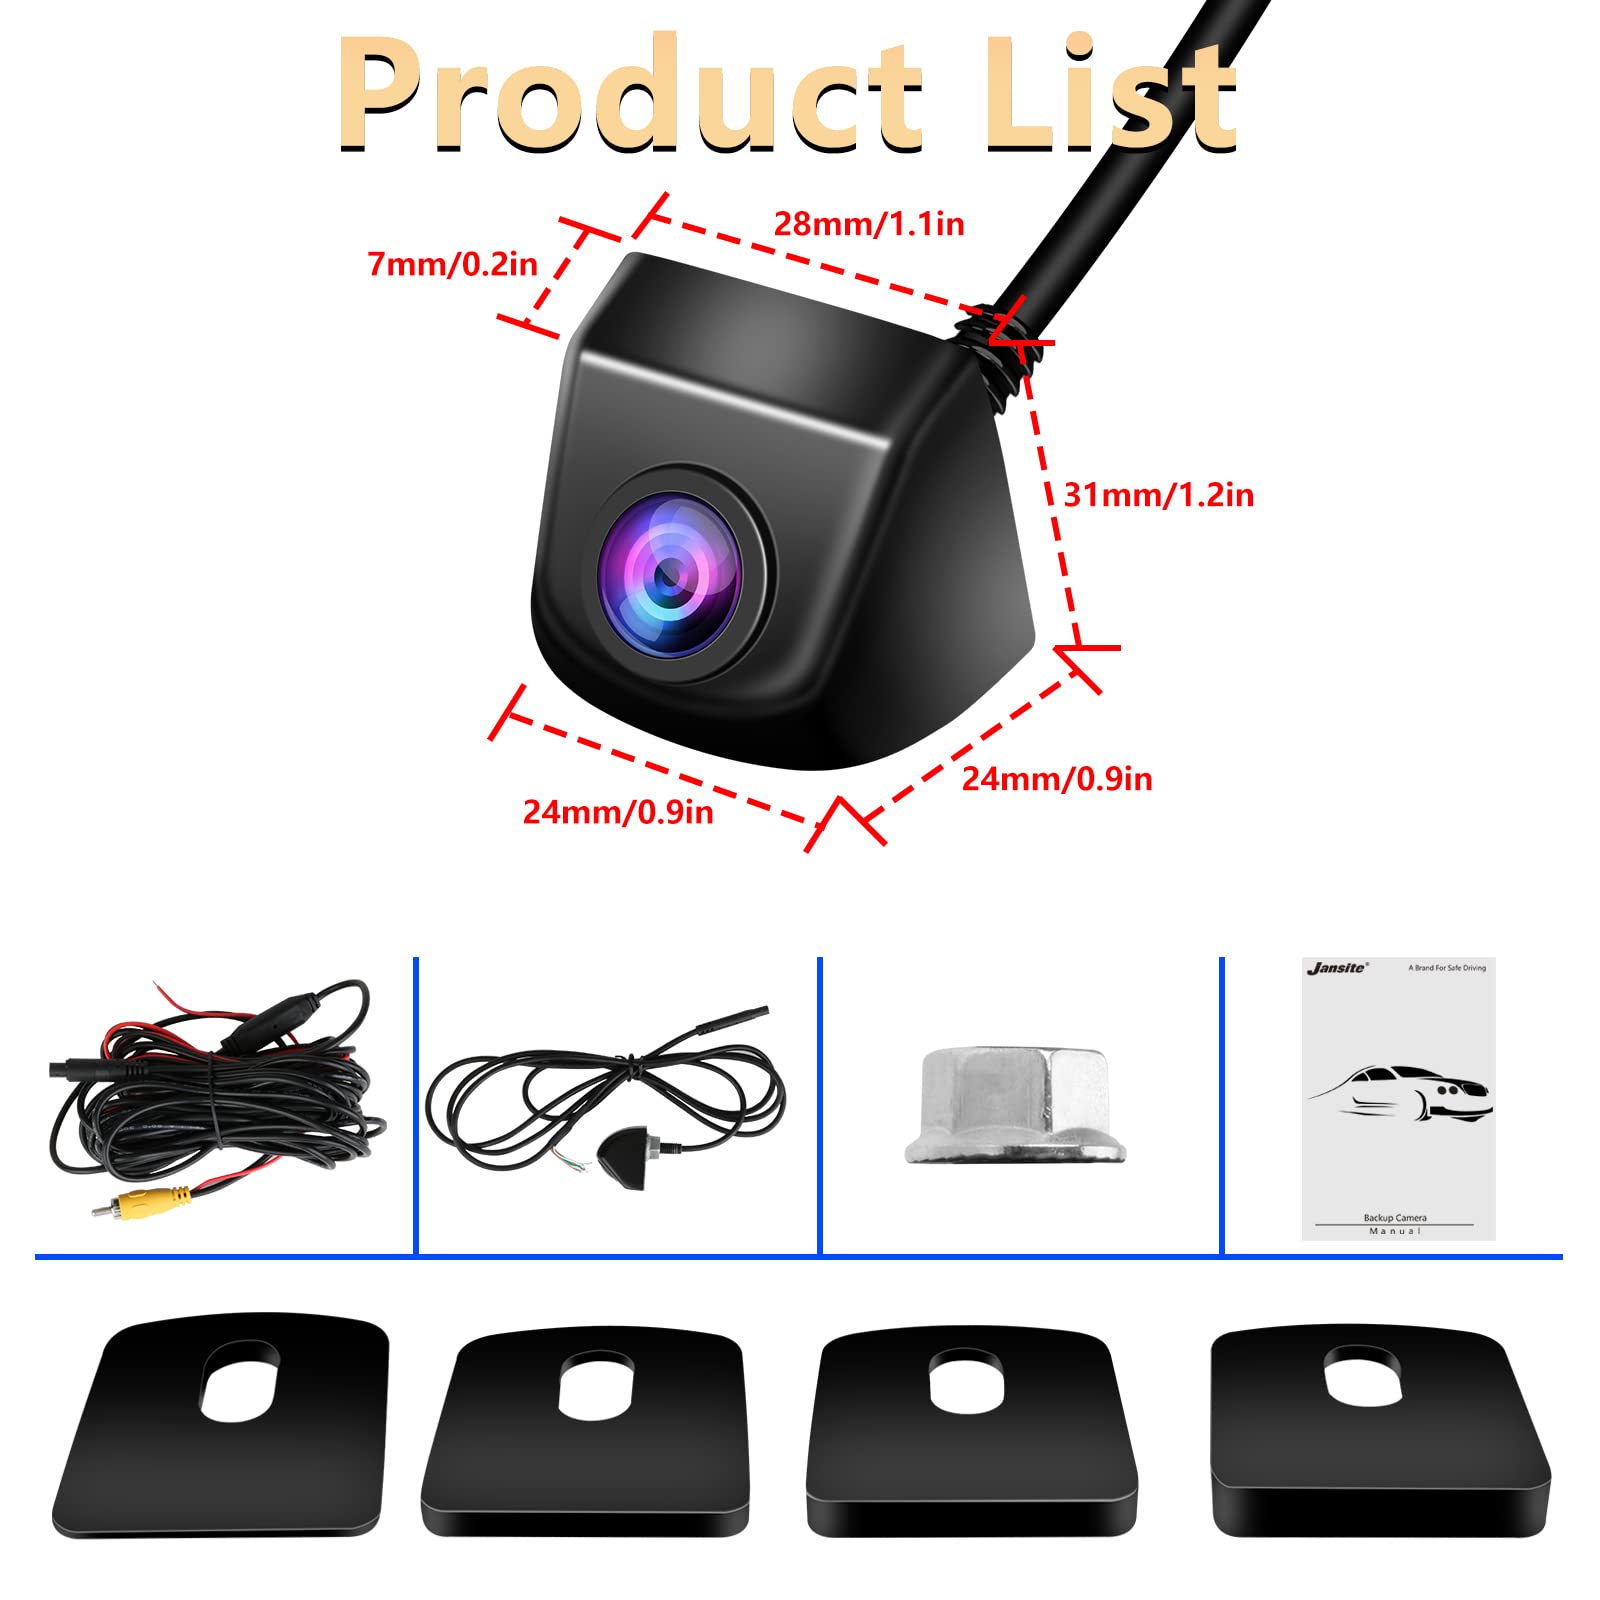 Product List
28mm/1.1in
7mm/0.2in
31mm/1.2in
24mm/0.9in
24mm/0.9in
Jansite® A Brand For Safe Driving
Backup Camera
Manual